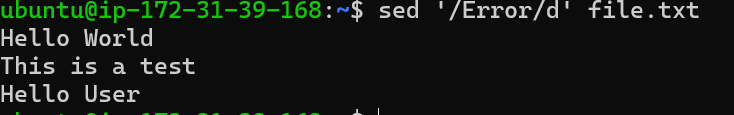 ubuntu@ip-172-31-39-168:~$ sed '/Error/d' file.txt
Hello World
This is a test
Hello User